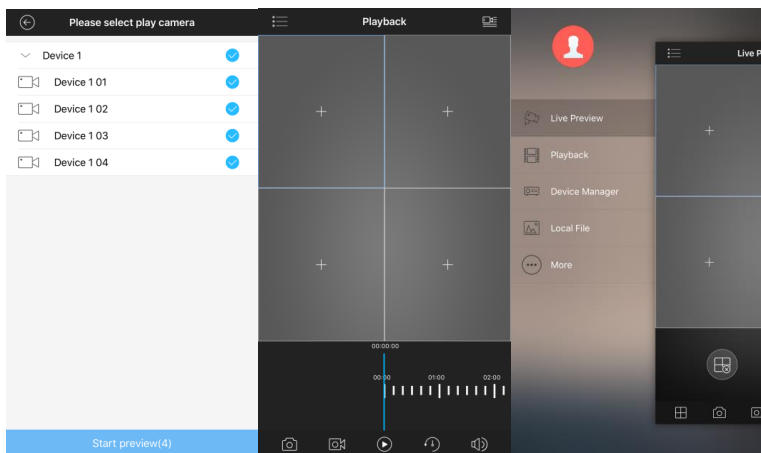 Please select play camera
Device 1
Device 1 01
Device 1 02
Device 1 03
Device 1 04
Start preview(4)
Playback
00:00:00
00:00 01:00 02:00
Live Preview
Playback
Device Manager
Local File
More
Live P